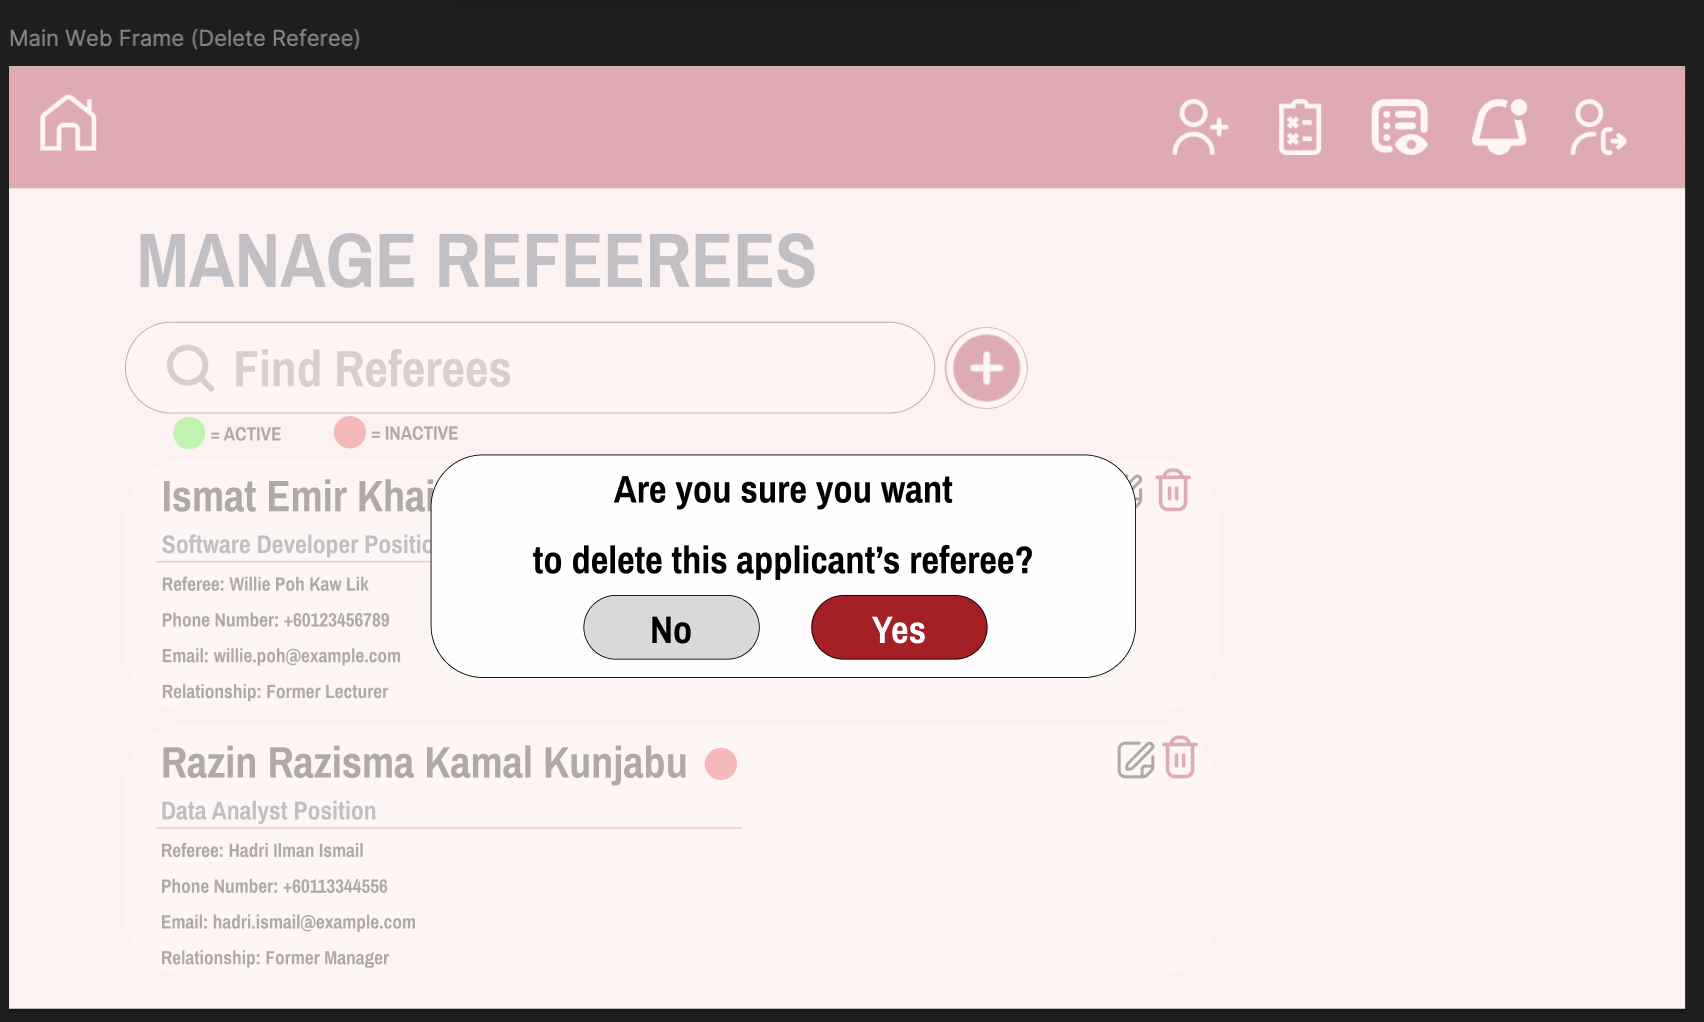 Main Web Frame (Delete Referee)
MANAGE REFEEREES
Find Referees
= ACTIVE
= INACTIVE
Ismat Emir Khai
Software Developer Positio
Referee: Willie Poh Kaw Lik
Phone Number: +60123456789
Email: willie.poh@example.com
Relationship: Former Lecturer
Are you sure you want
to delete this applicant’s referee?
No
Yes
Razin Razisma Kamal Kunjabu
Data Analyst Position
Referee: Hadri Ilman Ismail
Phone Number: +60113344556
Email: hadri.ismail@example.com
Relationship: Former Manager